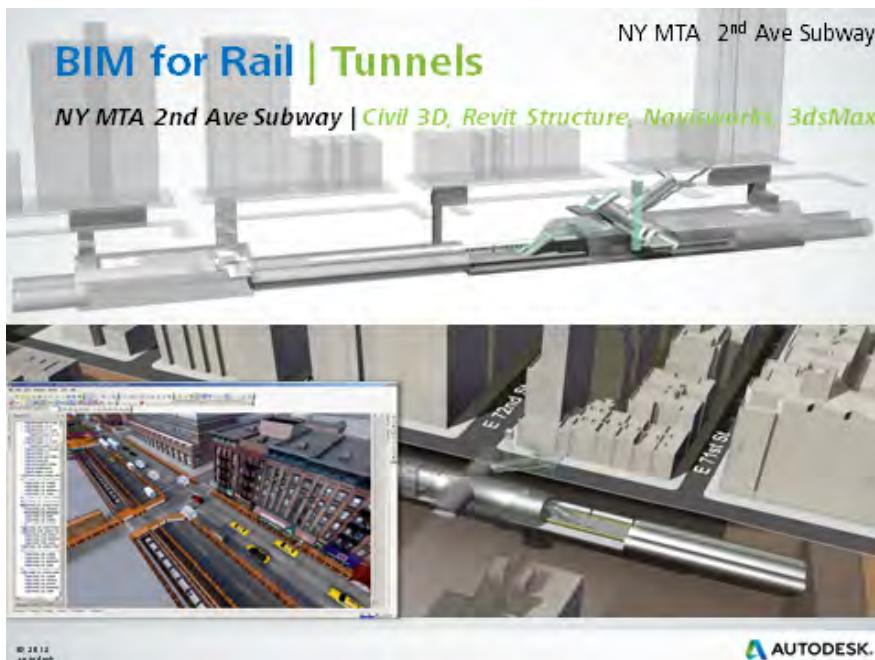 NY MTA 2nd Ave Subway
BIM for Rail | Tunnels
NY MTA 2nd Ave Subway | Civil 3D, Revit Structure, Navisworks, 3dsMax
E 72nd St
E 71st St
© 2012
AUTODESK.